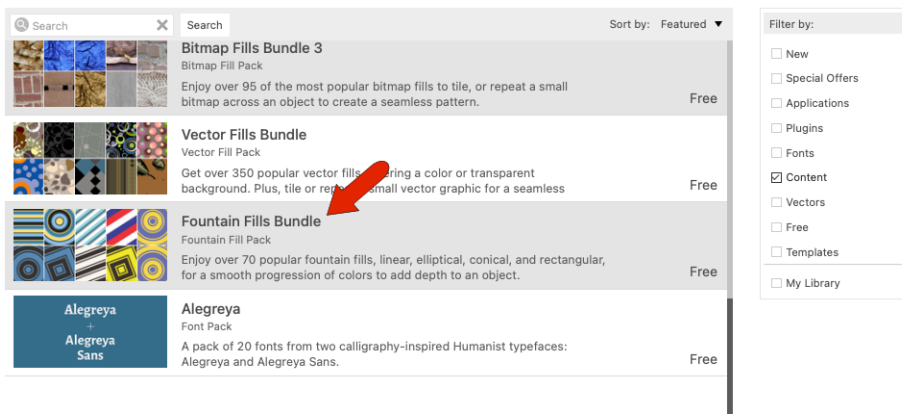 Search
Search
Sort by: Featured ▼
Filter by:
Bitmap Fills Bundle 3
Bitmap Fill Pack
Enjoy over 95 of the most popular bitmap fills to tile, or repeat a small
bitmap across an object to create a seamless pattern.
Free
Vector Fills Bundle
Vector Fill Pack
Get over 350 popular vector fills ering a color or transparent
background. Plus, tile or small vector graphic for a seamless
Free
Fountain Fills Bundle
Fountain Fill Pack
Enjoy over 70 popular fountain fills, linear, elliptical, conical, and rectangular,
for a smooth progression of colors to add depth to an object.
Free
Alegreya
+
Alegreya
Sans
Alegreya
Font Pack
A pack of 20 fonts from two calligraphy-inspired Humanist typefaces:
Alegreya and Alegreya Sans.
Free
New
Special Offers
Applications
Plugins
Fonts
Content
Vectors
Free
Templates
My Library